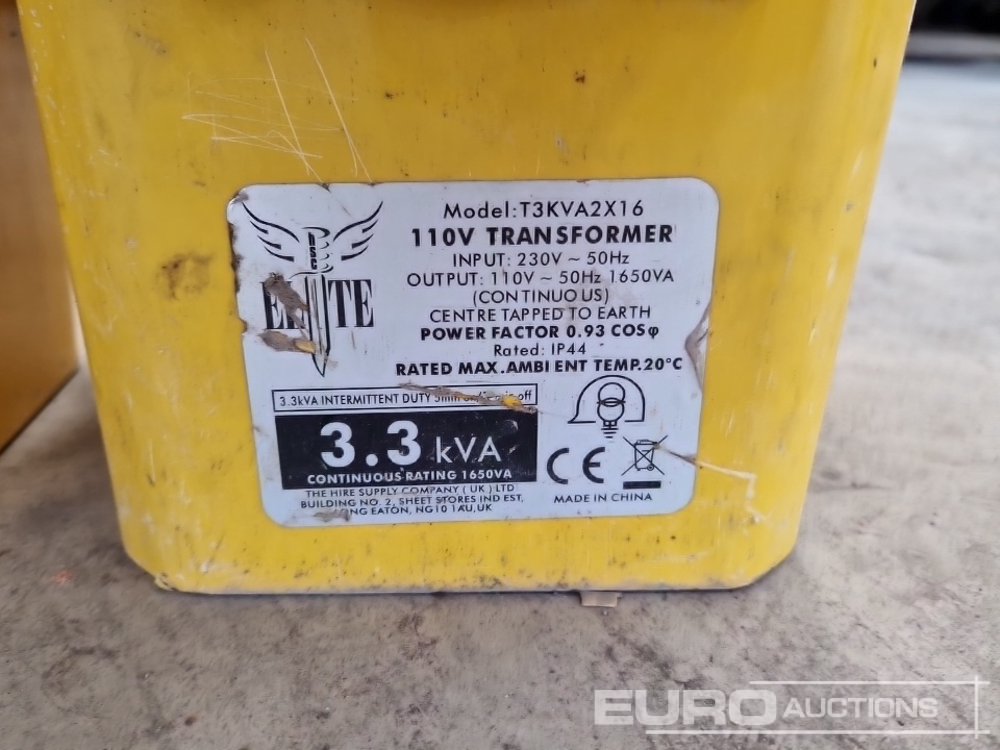 Model:T3KVA2X16
110V TRANSFORMER
INPUT: 230V ~ 50Hz
OUTPUT: 110V ~ 50Hz 1650VA
(CONTINUOUS)
CENTRE TAPPED TO EARTH
POWER FACTOR 0.93 COSφ
Rated: IP44
RATED MAX.AMBIENT TEMP.20°C
HSC
3.3kVA INTERMITTENT DUTY 5min off
3.3 kVA
CONTINUOUS RATING 1650VA
THE HIRE SUPPLY COMPANY (UK) LTD
BUILDING NO. 2, SHEET STORES IND EST,
EATON, NG10 1AU,UK
CE
MADE IN CHINA
EURO AUCTIONS